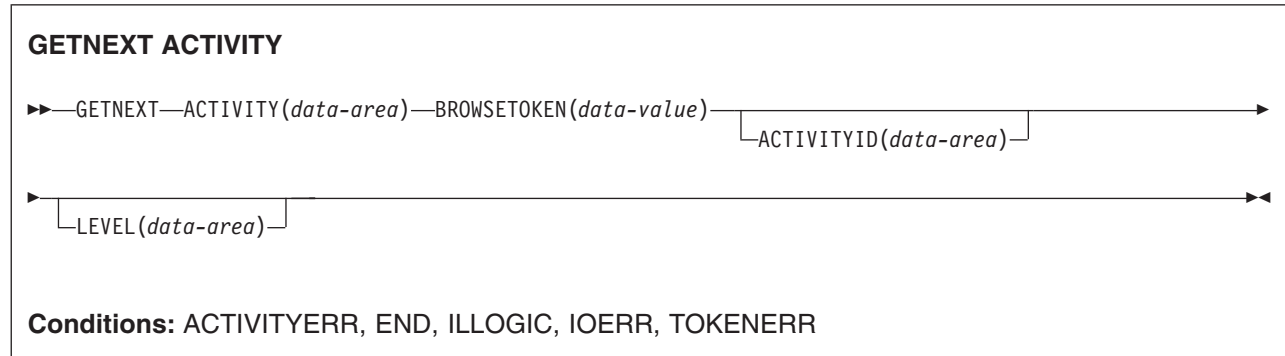 GETNEXT ACTIVITY
GETNEXT ACTIVITY(data-area) BROWSETOKEN(data-value)
ACTIVITYID(data-area)
LEVEL(data-area)
Conditions: ACTIVITYERR, END, ILLOGIC, IOERR, TOKENERR